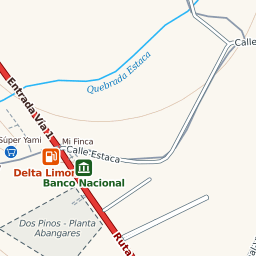 Calle
Quebrada Estaca
Entrada Vía 1
Súper Yami
Mi Finca
Calle Estaca
Delta Limon
Banco Nacional
Dos Pinos - Planta
Abangares
Ruta